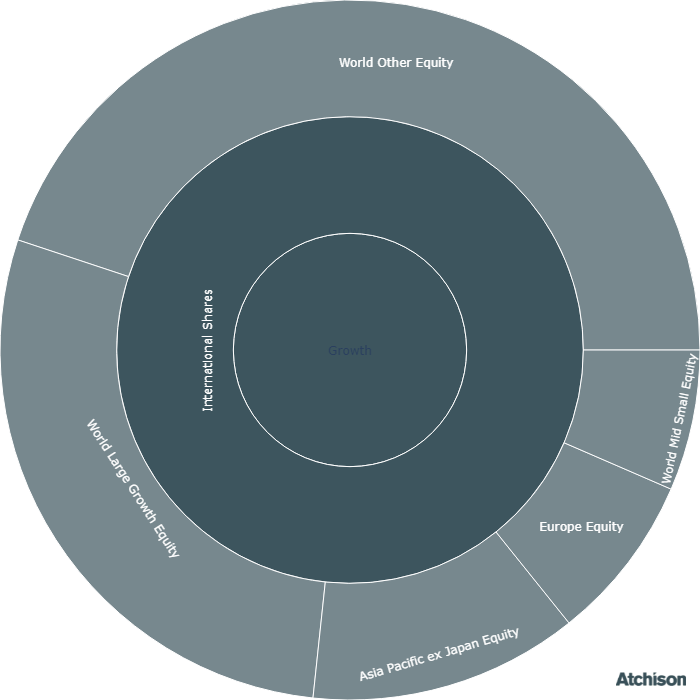 World Other Equity
International Shares
Growth
World Mid Small Equity
World Large Growth Equity
Europe Equity
Asia Pacific ex Japan Equity
Atchison